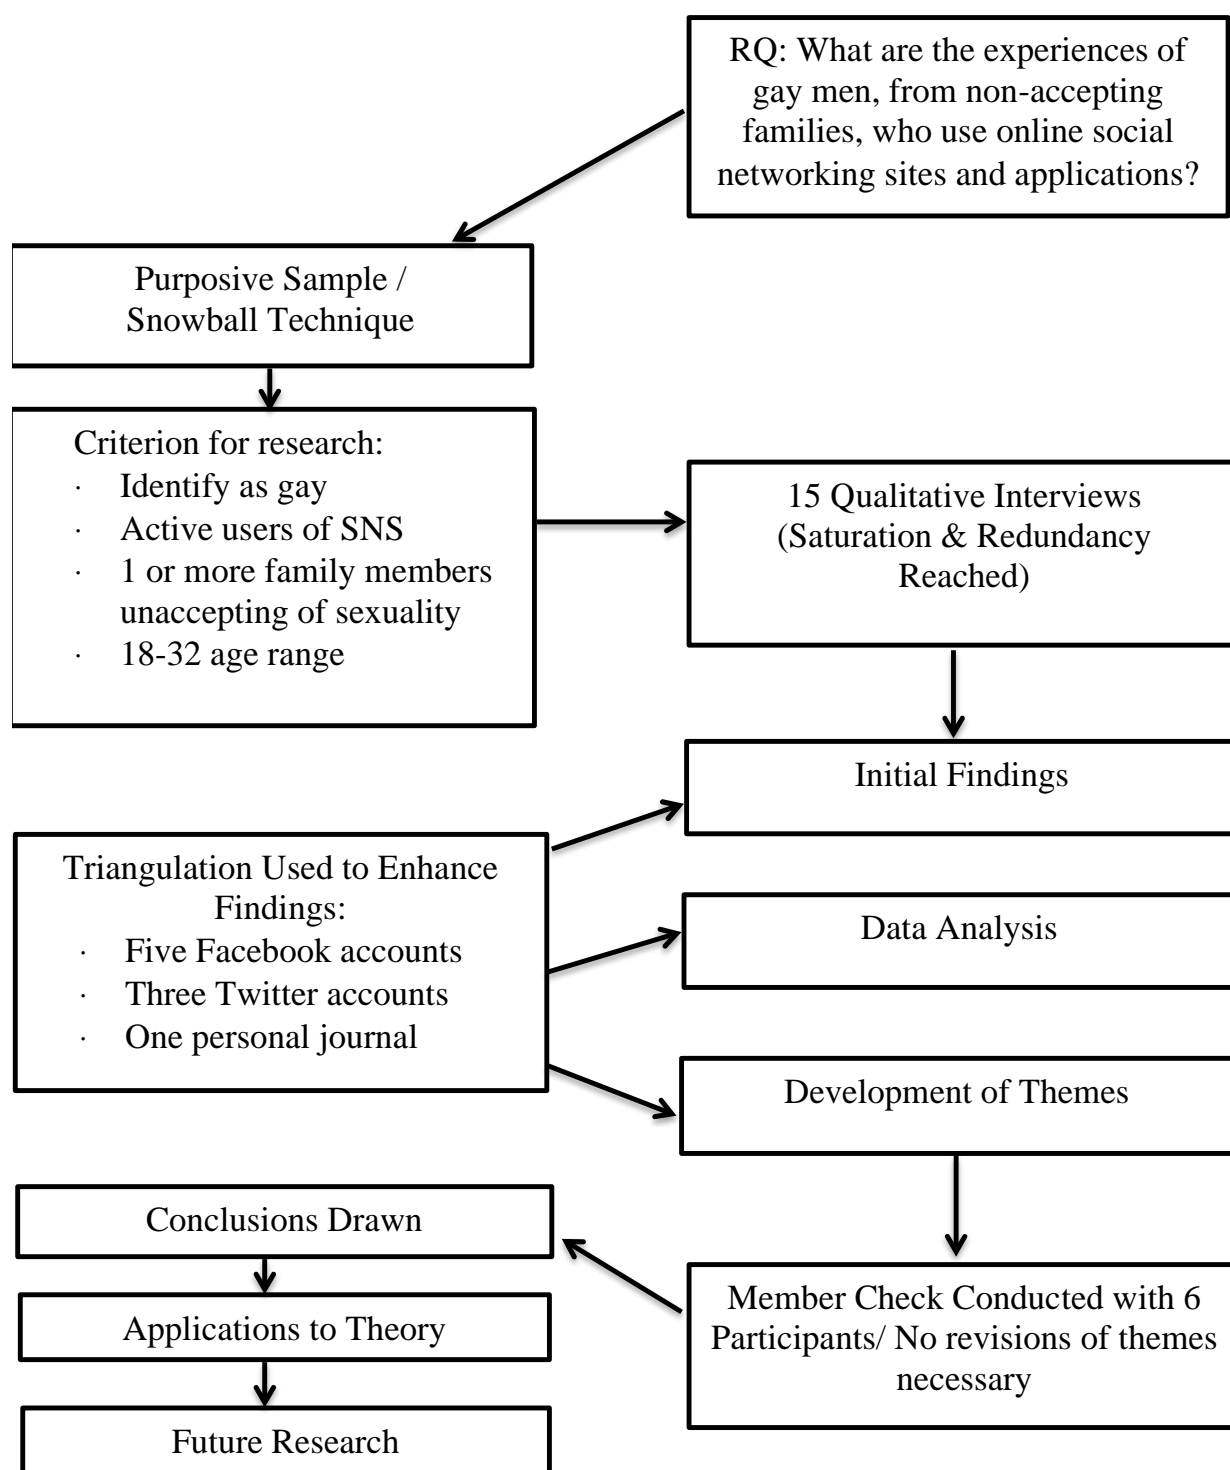 RQ: What are the experiences of
gay men, from non-accepting
families, who use online social
networking sites and applications?
Purposive Sample /
Snowball Technique
Criterion for research:
· Identify as gay
· Active users of SNS
· 1 or more family members
unaccepting of sexuality
· 18-32 age range
15 Qualitative Interviews
(Saturation & Redundancy
Reached)
Initial Findings
Triangulation Used to Enhance
Findings:
· Five Facebook accounts
· Three Twitter accounts
· One personal journal
Data Analysis
Development of Themes
Member Check Conducted with 6
Participants/ No revisions of themes
necessary
Conclusions Drawn
Applications to Theory
Future Research